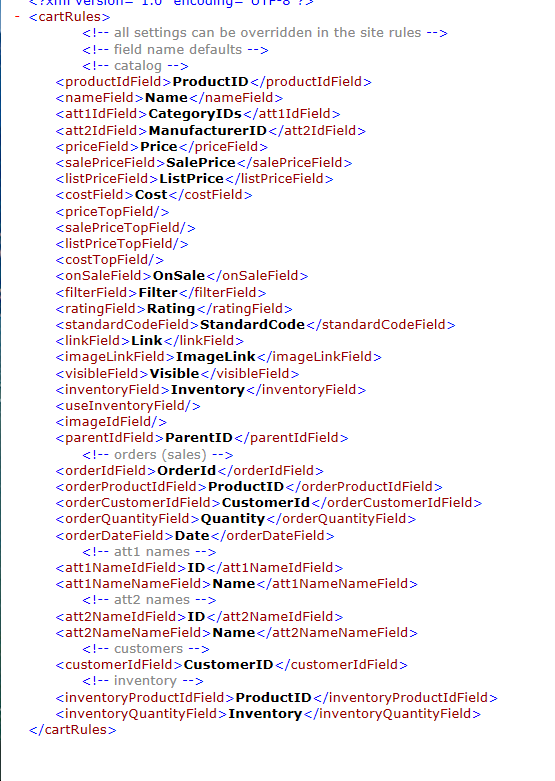 <?xml version="1.0" encoding="UTF-8"?>
- <cartRules>
<!-- all settings can be overridden in the site rules -->
<!-- field name defaults -->
<!-- catalog -->
<productIdField>ProductID</productIdField>
<nameField>Name</nameField>
<att1IdField>CategoryIDs</att1IdField>
<att2IdField>ManufacturerID</att2IdField>
<priceField>Price</priceField>
<salePriceField>SalePrice</salePriceField>
<listPriceField>ListPrice</listPriceField>
<costField>Cost</costField>
<priceTopField/>
<salePriceTopField/>
<listPriceTopField/>
<costTopField/>
<onSaleField>OnSale</onSaleField>
<filterField>Filter</filterField>
<ratingField>Rating</ratingField>
<standardCodeField>StandardCode</standardCodeField>
<linkField>Link</linkField>
<imageLinkField>ImageLink</imageLinkField>
<visibleField>Visible</visibleField>
<inventoryField>Inventory</inventoryField>
<useInventoryField/>
<imageIdField/>
<parentIdField>ParentID</parentIdField>
<!-- orders (sales) -->
<orderIdField>OrderId</orderIdField>
<orderProductIdField>ProductID</orderProductIdField>
<orderCustomerIdField>CustomerId</orderCustomerIdField>
<orderQuantityField>Quantity</orderQuantityField>
<orderDateField>Date</orderDateField>
<!-- att1 names -->
<att1NameIdField>ID</att1NameIdField>
<att1NameNameField>Name</att1NameNameField>
<!-- att2 names -->
<att2NameIdField>ID</att2NameIdField>
<att2NameNameField>Name</att2NameNameField>
<!-- customers -->
<customerIdField>CustomerID</customerIdField>
<!-- inventory -->
<inventoryProductIdField>ProductID</inventoryProductIdField>
<inventoryQuantityField>Inventory</inventoryQuantityField>
</cartRules>